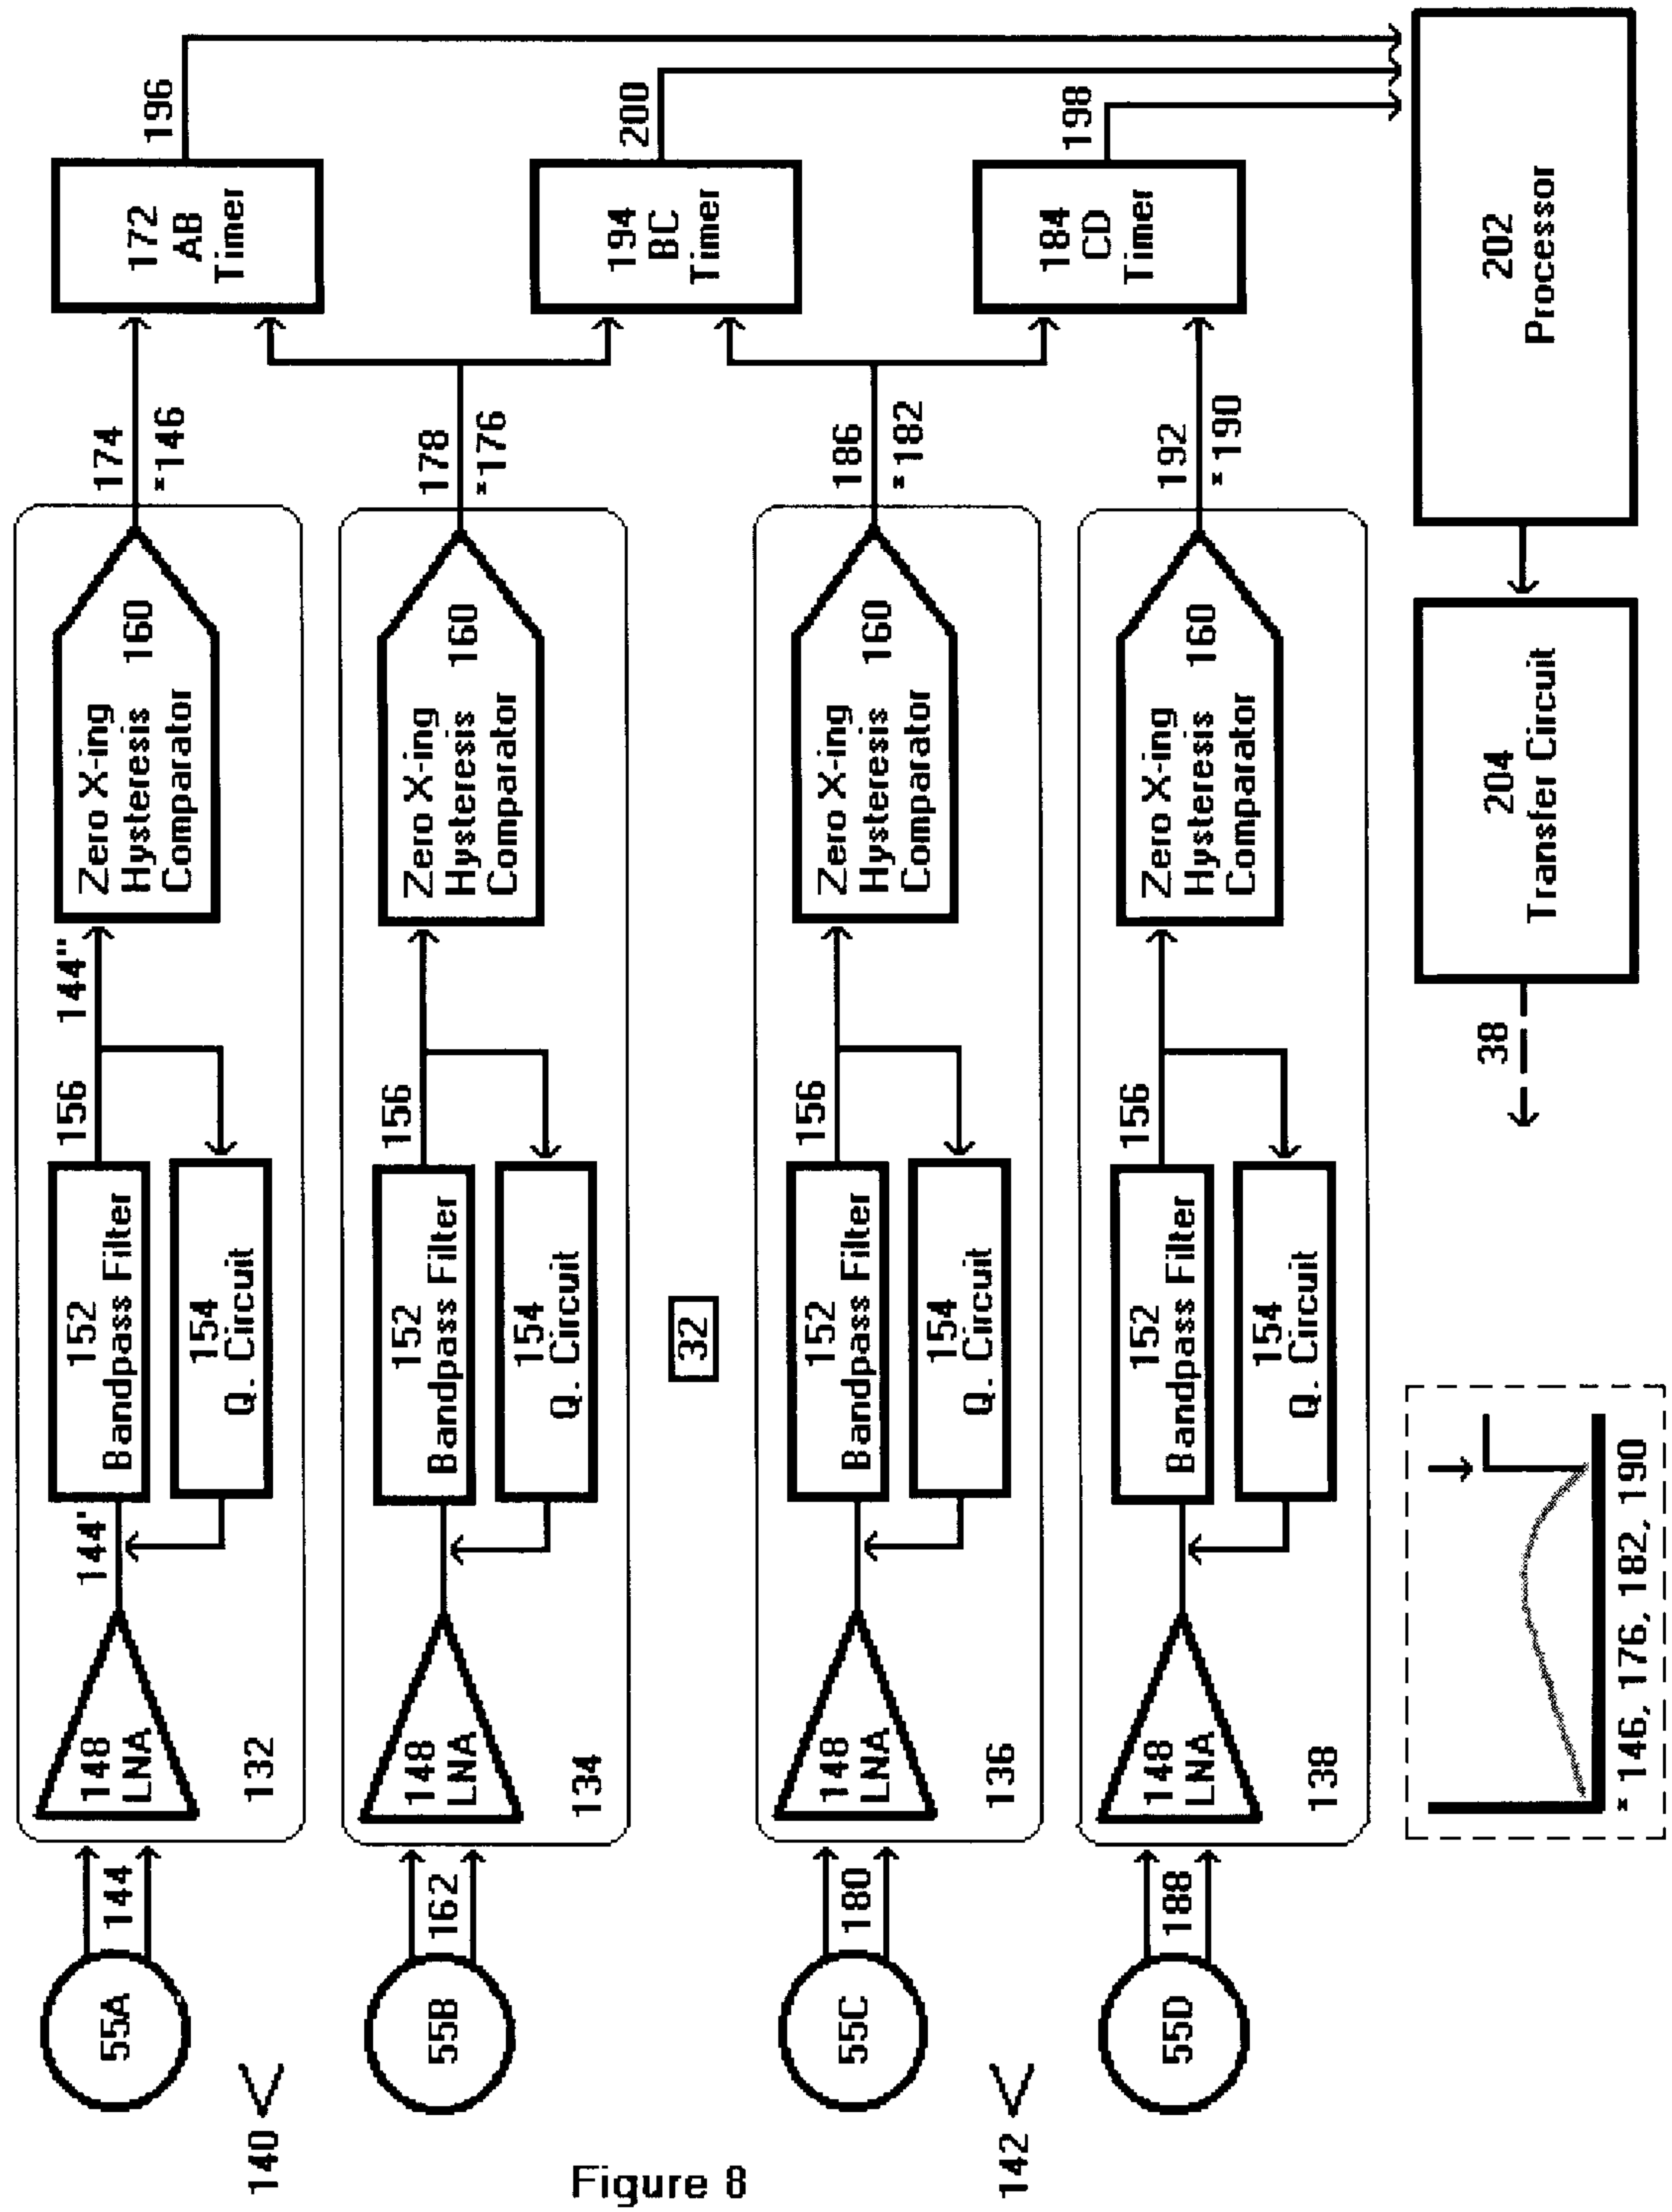 55A
144
148
LNA
132
144'
152
Bandpass Filter
154
Q. Circuit
156
144"
Zero X-ing
Hysteresis
Comparator
160
174
*146
172
AB
Timer
196
140
55B
162
148
LNA
134
152
Bandpass Filter
154
Q. Circuit
156
Zero X-ing
Hysteresis
Comparator
160
178
*176
194
BC
Timer
200
32
55C
180
148
LNA
136
152
Bandpass Filter
154
Q. Circuit
156
Zero X-ing
Hysteresis
Comparator
160
186
*182
184
CD
Timer
198
142
55D
188
148
LNA
138
152
Bandpass Filter
154
Q. Circuit
156
Zero X-ing
Hysteresis
Comparator
160
192
*190
* 146, 176, 182, 190
38
204
Transfer Circuit
202
Processor
Figure 8